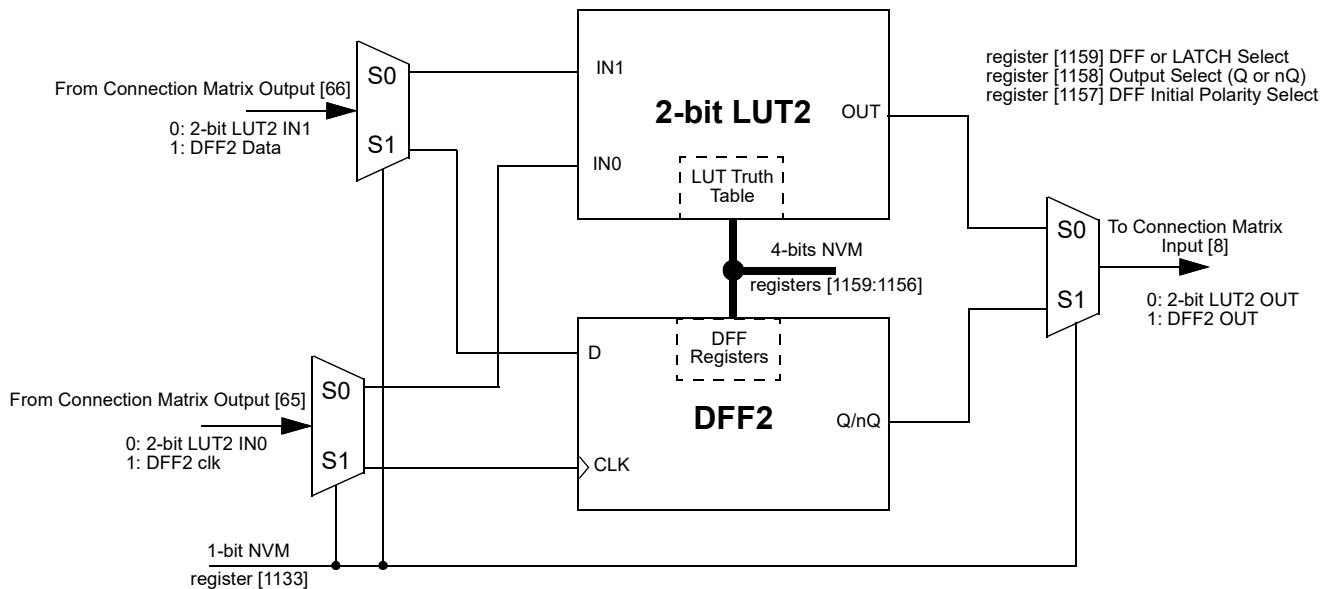 register [1159] DFF or LATCH Select
register [1158] Output Select (Q or nQ)
register [1157] DFF Initial Polarity Select
From Connection Matrix Output [66]
0: 2-bit LUT2 IN1
1: DFF2 Data
S0
S1
IN1
IN0
2-bit LUT2
OUT
LUT Truth
Table
4-bits NVM
registers [1159:1156]
S0
S1
To Connection Matrix
Input [8]
0: 2-bit LUT2 OUT
1: DFF2 OUT
From Connection Matrix Output [65]
0: 2-bit LUT2 IN0
1: DFF2 clk
S0
S1
D
CLK
DFF
Registers
DFF2
Q/nQ
1-bit NVM
register [1133]